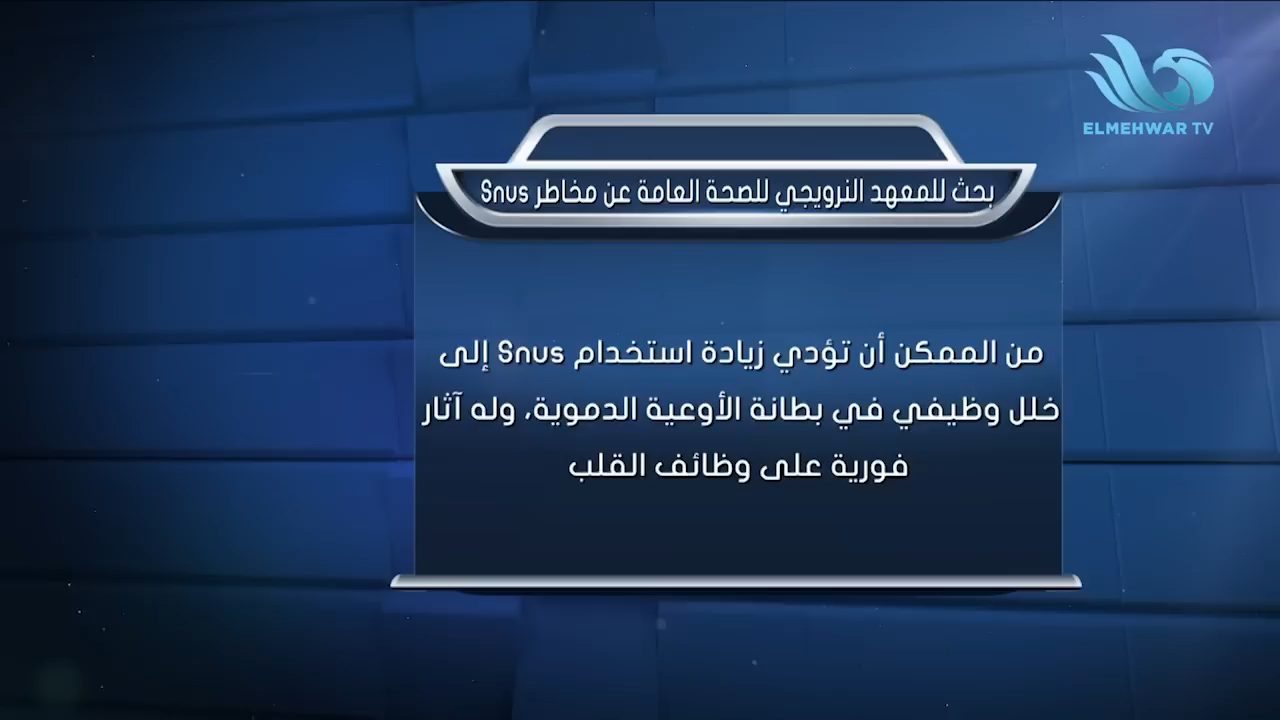 ELMEHWAR TV
بحث للمعهد النرويجي للصحة العامة عن مخاطر Snus
من الممكن أن تؤدي زيادة استخدام Snus إلى
خلل وظيفي في بطانة الأوعية الدموية، وله آثار
فورية على وظائف القلب